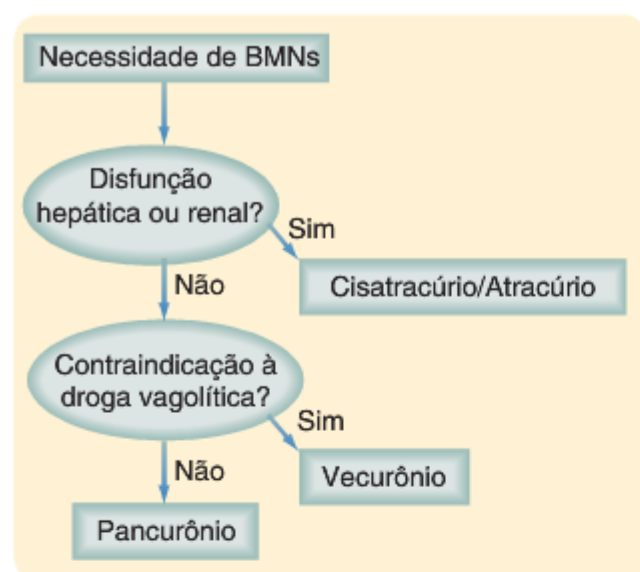 Necessidade de BMNs
Disfunção
hepática ou renal?
Sim
Não
Cisatracúrio/Atracúrio
Contraindicação à
droga vagolítica?
Sim
Não
Vecurônio
Pancurônio